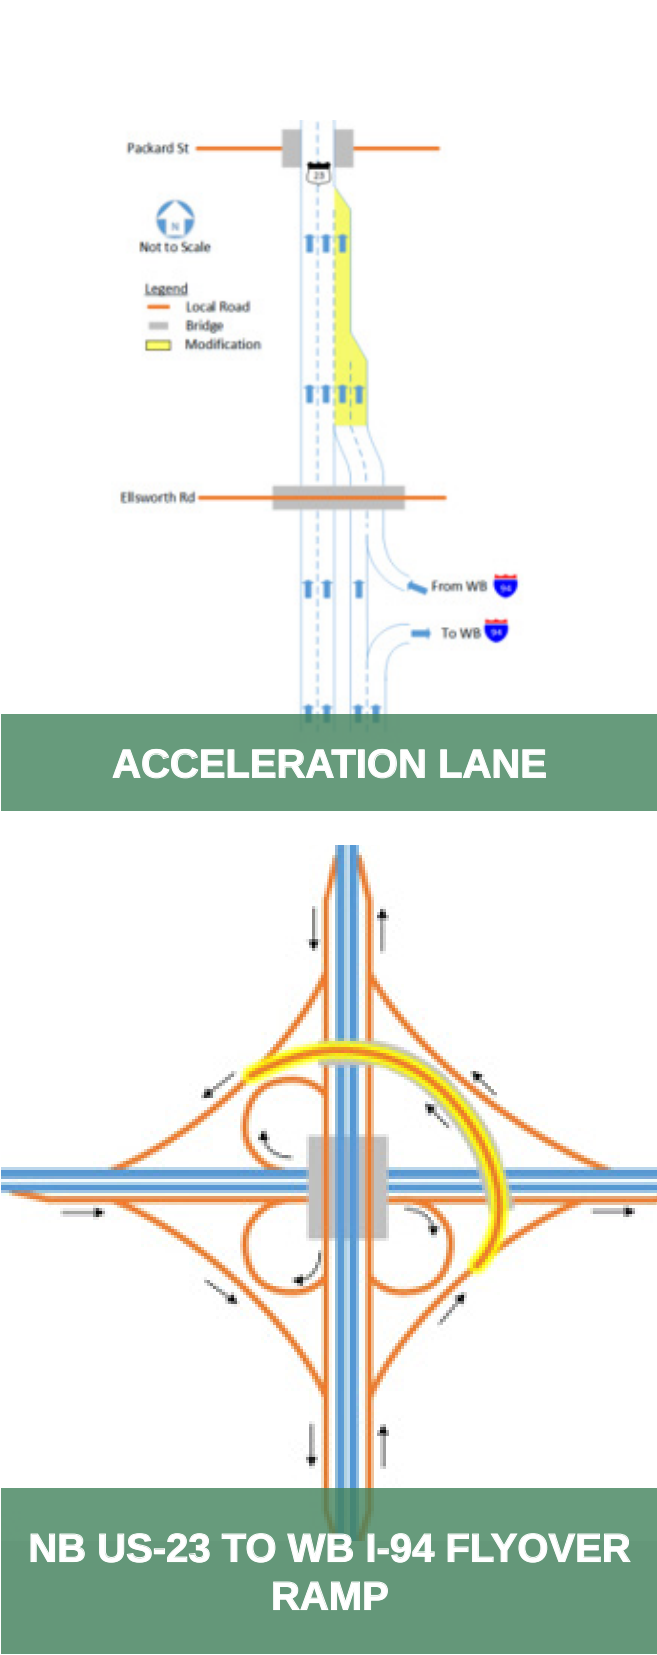 Packard St
23
N
Not to Scale
Legend
Local Road
Bridge
Modification
Ellsworth Rd
From WB 94
To WB 94
ACCELERATION LANE
NB US-23 TO WB I-94 FLYOVER
RAMP